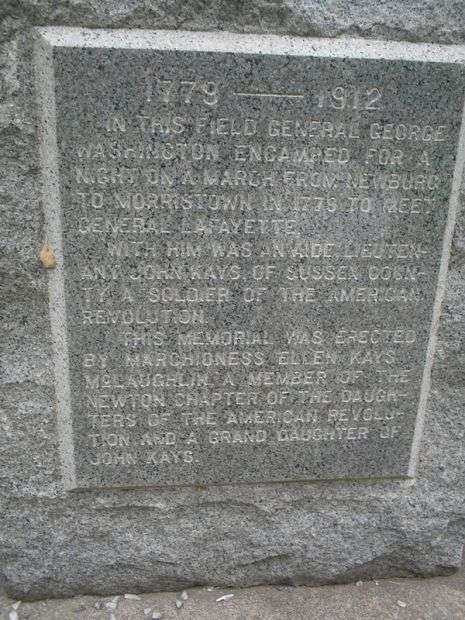 1779 — 1912
IN THIS FIELD GENERAL GEORGE
WASHINGTON ENCAMPED FOR A
NIGHT ON A MARCH FROM NEWBURG
TO MORRISTOWN IN 1779 TO MEET
GENERAL LAFAYETTE.
WITH HIM WAS AN AIDE LIEUTEN-
ANT JOHN KAYS, OF SUSSEX COUN-
TY A SOLDIER OF THE AMERICAN
REVOLUTION.
THIS MEMORIAL WAS ERECTED
BY MARCHIONESS ELLEN KAYS
McLAUGHLIN, A MEMBER OF THE
NEWTON CHAPTER OF THE DAUGH-
TERS OF THE AMERICAN REVOLU-
TION AND A GRAND DAUGHTER OF
JOHN KAYS.